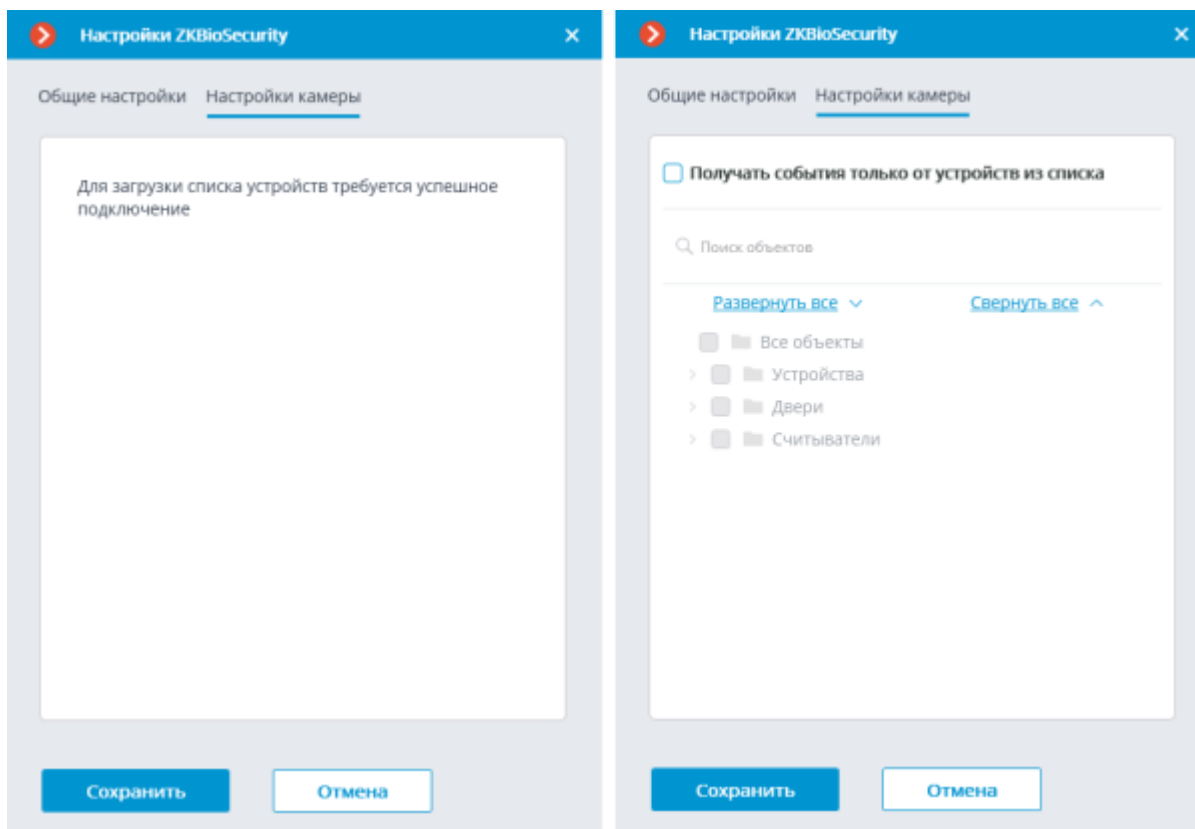 Настройки ZKBioSecurity
Общие настройки Настройки камеры
Для загрузки списка устройств требуется успешное
подключение
Сохранить Отмена
Настройки ZKBioSecurity
Общие настройки Настройки камеры
Получать события только от устройств из списка
Поиск объектов
Развернуть все Свернуть все
Все объекты
Устройства
Двери
Считыватели
Сохранить Отмена